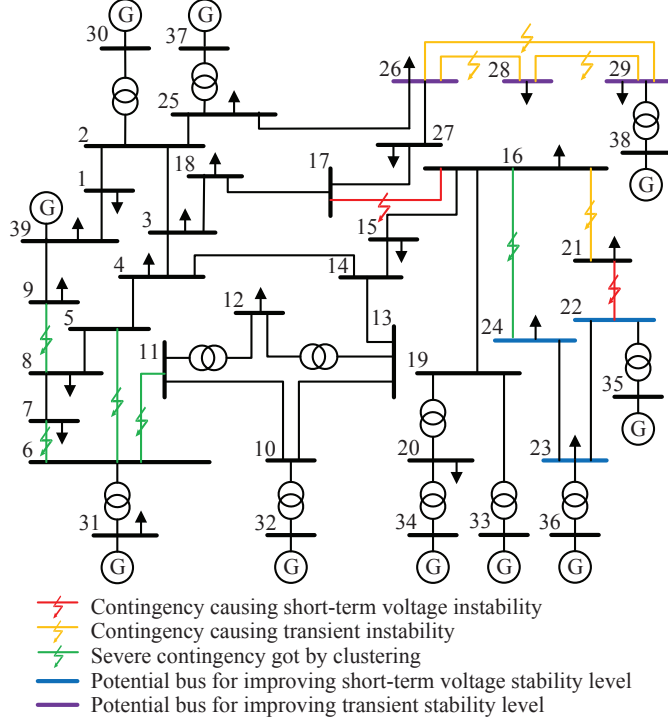 G G
30 37
26 28 29
25
2 27 38
18 17 16
G
1 15
G
39 3 21
4 14
9 12 22
5 13 24
11 19
8 35
7 G
6 10 20 23
31 32 34 33 36
G G G G G
Contingency causing short-term voltage instability
Contingency causing transient instability
Severe contingency got by clustering
Potential bus for improving short-term voltage stability level
Potential bus for improving transient stability level